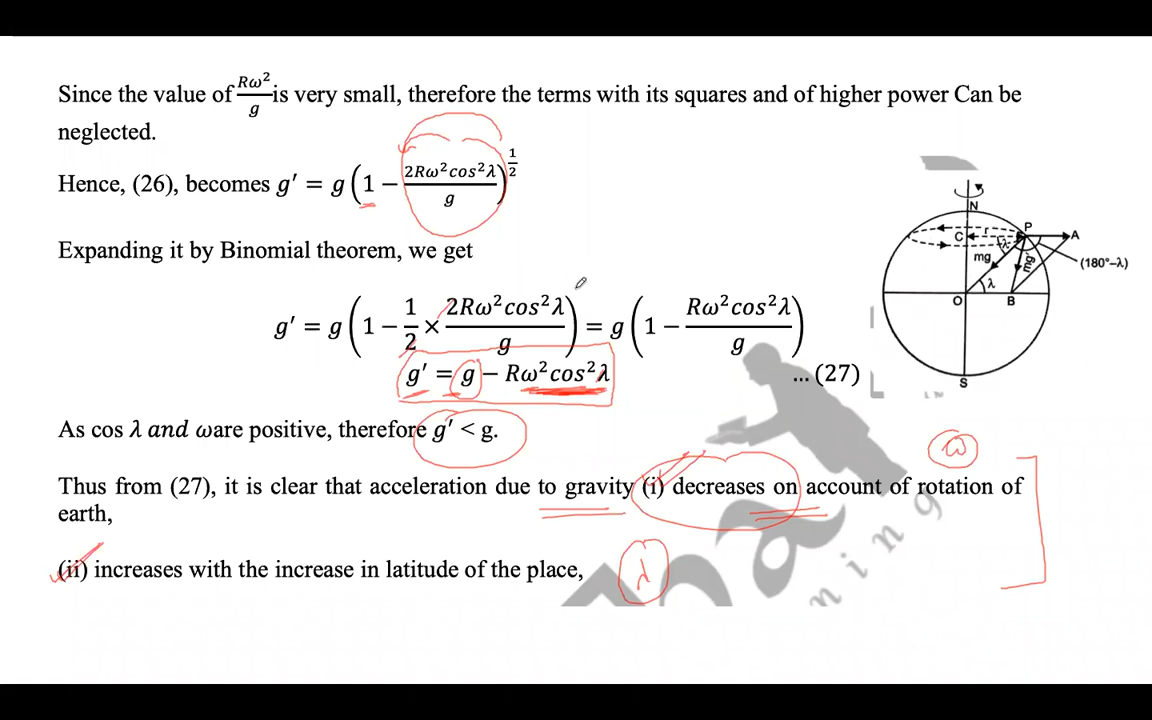 Since the value of Rω²/g is very small, therefore the terms with its squares and of higher power Can be
neglected.
Hence, (26), becomes g′ = g(1 − 2Rω²cos²λ/g)^(1/2)
Expanding it by Binomial theorem, we get
g′ = g(1 − 1/2 × 2Rω²cos²λ/g) = g(1 − Rω²cos²λ/g)
g′ = g − Rω²cos²λ ... (27)
As cos λ and ωare positive, therefore g′ < g.
ω
Thus from (27), it is clear that acceleration due to gravity (i) decreases on account of rotation of
earth,
(ii) increases with the increase in latitude of the place,
λ
N
P
C
r
A
λ
mg
mg′
(180°−λ)
λ
O
B
S
ning